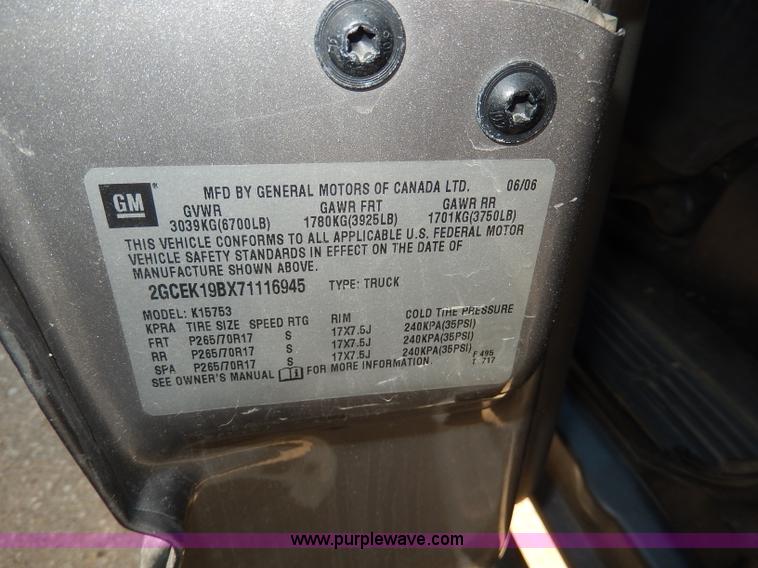 GM
MFD BY GENERAL MOTORS OF CANADA LTD. 06/06
GVWR GAWR FRT GAWR RR
3039KG(6700LB) 1780KG(3925LB) 1701KG(3750LB)
THIS VEHICLE CONFORMS TO ALL APPLICABLE U.S. FEDERAL MOTOR
VEHICLE SAFETY STANDARDS IN EFFECT ON THE DATE OF
MANUFACTURE SHOWN ABOVE.
2GCEK19BX71116945 TYPE: TRUCK
MODEL: K15753
KPRA TIRE SIZE SPEED RTG RIM COLD TIRE PRESSURE
FRT P265/70R17 S 17X7.5J 240KPA(35PSI)
RR P265/70R17 S 17X7.5J 240KPA(35PSI)
SPA P265/70R17 S 17X7.5J 240KPA(35PSI) F 495
SEE OWNER'S MANUAL FOR MORE INFORMATION. T 717
www.purplewave.com